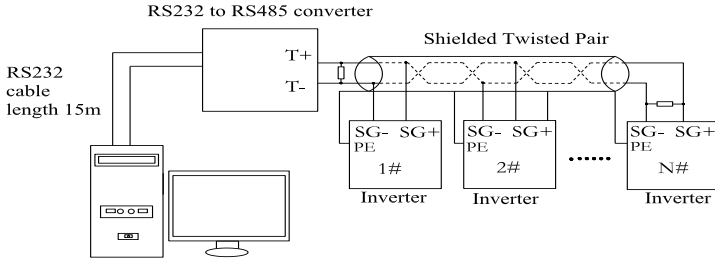 RS232 to RS485 converter
T+
T-
Shielded Twisted Pair
RS232
cable
length 15m
SG- SG+
PE
1#
Inverter
SG- SG+
PE
2#
Inverter
SG- SG+
PE
N#
Inverter